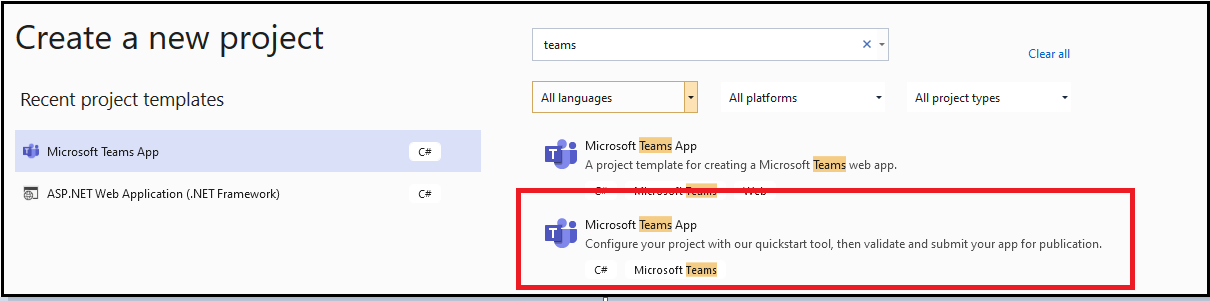 Create a new project
Recent project templates
Microsoft Teams App C#
ASP.NET Web Application (.NET Framework) C#
teams
Clear all
All languages All platforms All project types
Microsoft Teams App
A project template for creating a Microsoft Teams web app.
C# Microsoft Teams Web
Microsoft Teams App
Configure your project with our quickstart tool, then validate and submit your app for publication.
C# Microsoft Teams